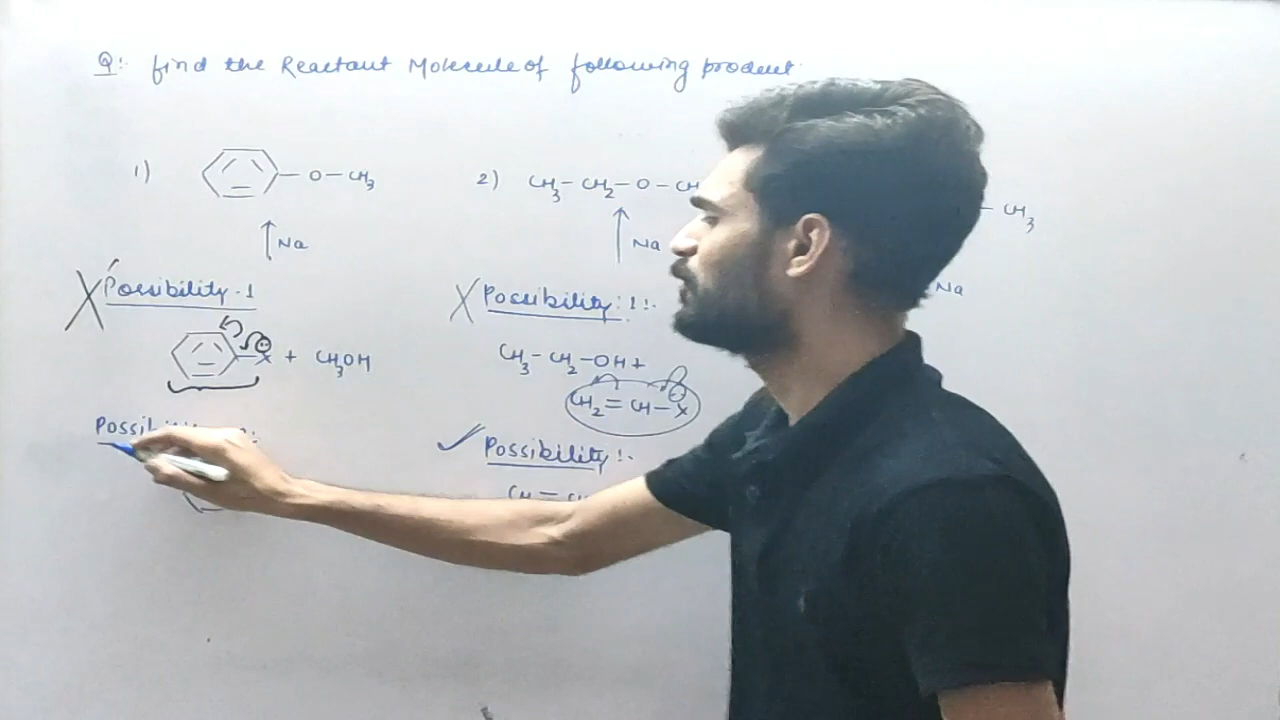 Q:- find the Reactant Molecule of following product.
1)
O - CH3
2) CH3 - CH2 - O - CH
- CH3
Na
Na
Na
Possibility - 1
Possibility : 1 :-
X + CH3OH
CH3 - CH2 - OH +
CH2 = CH - X
Possibility :-
CH =